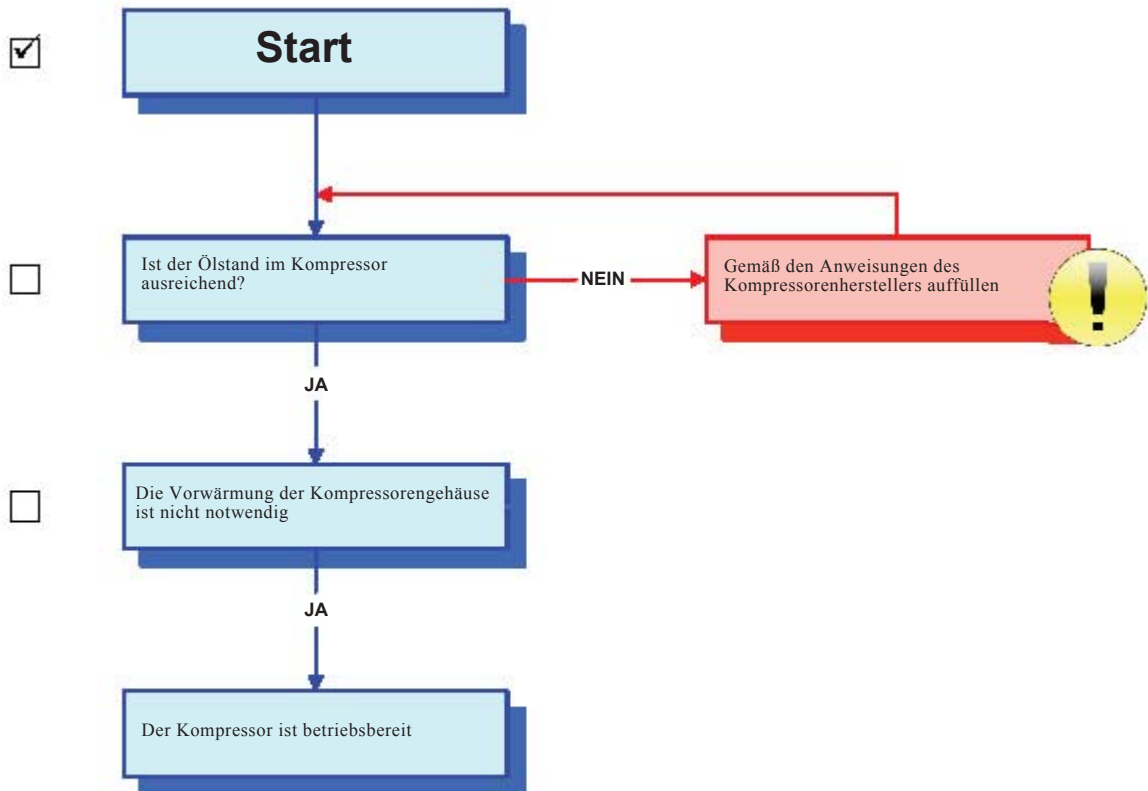 Start
Ist der Ölstand im Kompressor
ausreichend?
NEIN
Gemäß den Anweisungen des
Kompressorenherstellers auffüllen
JA
Die Vorwärmung der Kompressorengehäuse
ist nicht notwendig
JA
Der Kompressor ist betriebsbereit